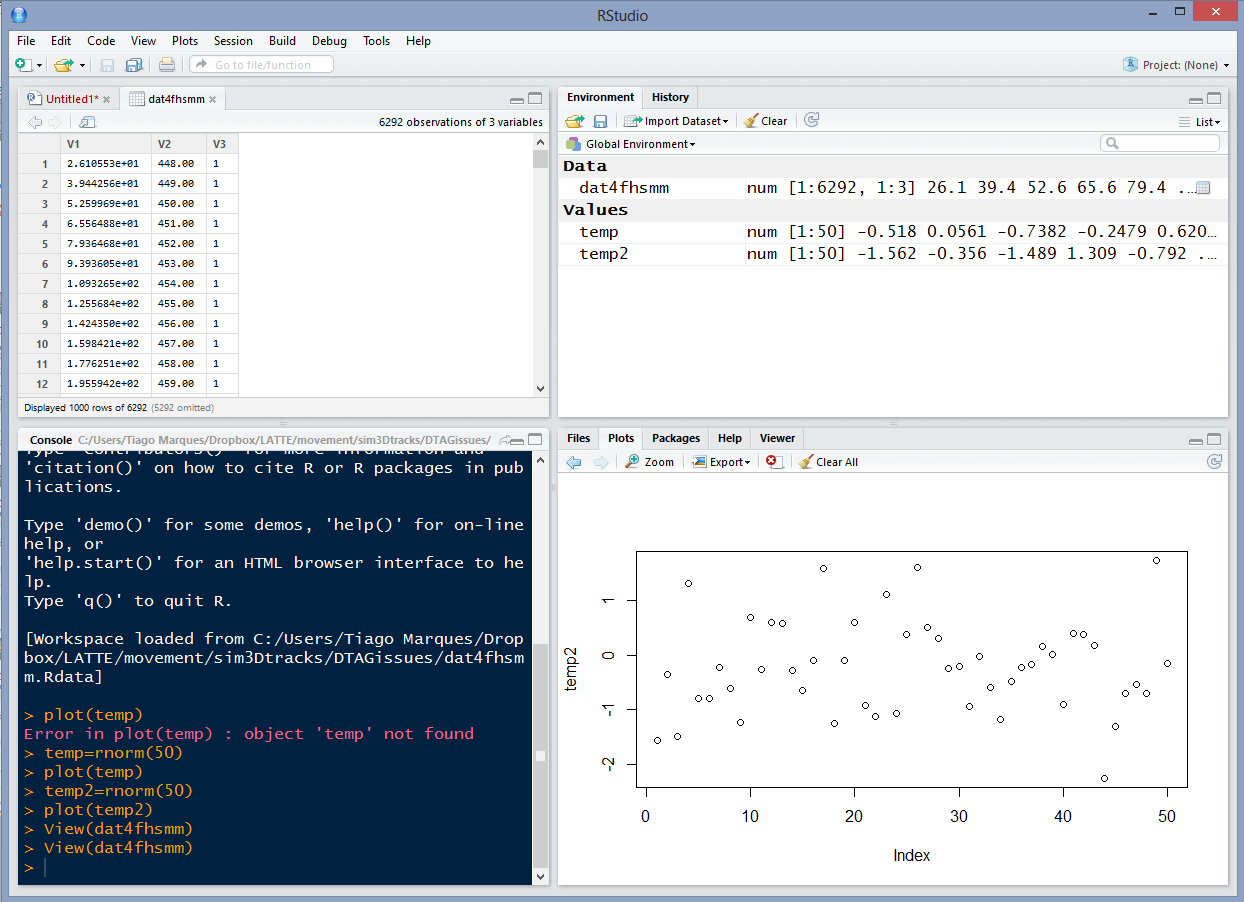 RStudio
File Edit Code View Plots Session Build Debug Tools Help
Go to file/function
Project: (None)
Untitled1* dat4fhsmm
6292 observations of 3 variables
V1 V2 V3
1 2.610553e+01 448.00 1
2 3.944256e+01 449.00 1
3 5.259969e+01 450.00 1
4 6.556488e+01 451.00 1
5 7.936468e+01 452.00 1
6 9.393605e+01 453.00 1
7 1.093265e+02 454.00 1
8 1.255684e+02 455.00 1
9 1.424350e+02 456.00 1
10 1.598421e+02 457.00 1
11 1.776251e+02 458.00 1
12 1.955942e+02 459.00 1
Displayed 1000 rows of 6292 (5292 omitted)
Environment History
Import Dataset Clear
List
Global Environment
Data
dat4fhsmm num [1:6292, 1:3] 26.1 39.4 52.6 65.6 79.4 ...
Values
temp num [1:50] -0.518 0.0561 -0.7382 -0.2479 0.620...
temp2 num [1:50] -1.562 -0.356 -1.489 1.309 -0.792 ...
Console C:/Users/Tiago Marques/Dropbox/LATTE/movement/sim3Dtracks/DTAGissues/
Type 'contributors()' for more information and
'citation()' on how to cite R or R packages in pub
lications.
Type 'demo()' for some demos, 'help()' for on-line
help, or
'help.start()' for an HTML browser interface to he
lp.
Type 'q()' to quit R.
[Workspace loaded from C:/Users/Tiago Marques/Drop
box/LATTE/movement/sim3Dtracks/DTAGissues/dat4fhsm
m.Rdata]
> plot(temp)
Error in plot(temp) : object 'temp' not found
> temp=rnorm(50)
> plot(temp)
> temp2=rnorm(50)
> plot(temp2)
> View(dat4fhsmm)
> View(dat4fhsmm)
>
Files Plots Packages Help Viewer
Zoom Export Clear All
temp2
1
0
-1
-2
0 10 20 30 40 50
Index